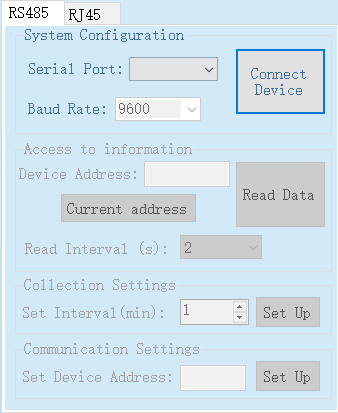 RS485 RJ45
System Configuration
Serial Port:
Connect
Device
Baud Rate: 9600
Access to information
Device Address:
Read Data
Current address
Read Interval (s): 2
Collection Settings
Set Interval(min): 1 Set Up
Communication Settings
Set Device Address: Set Up